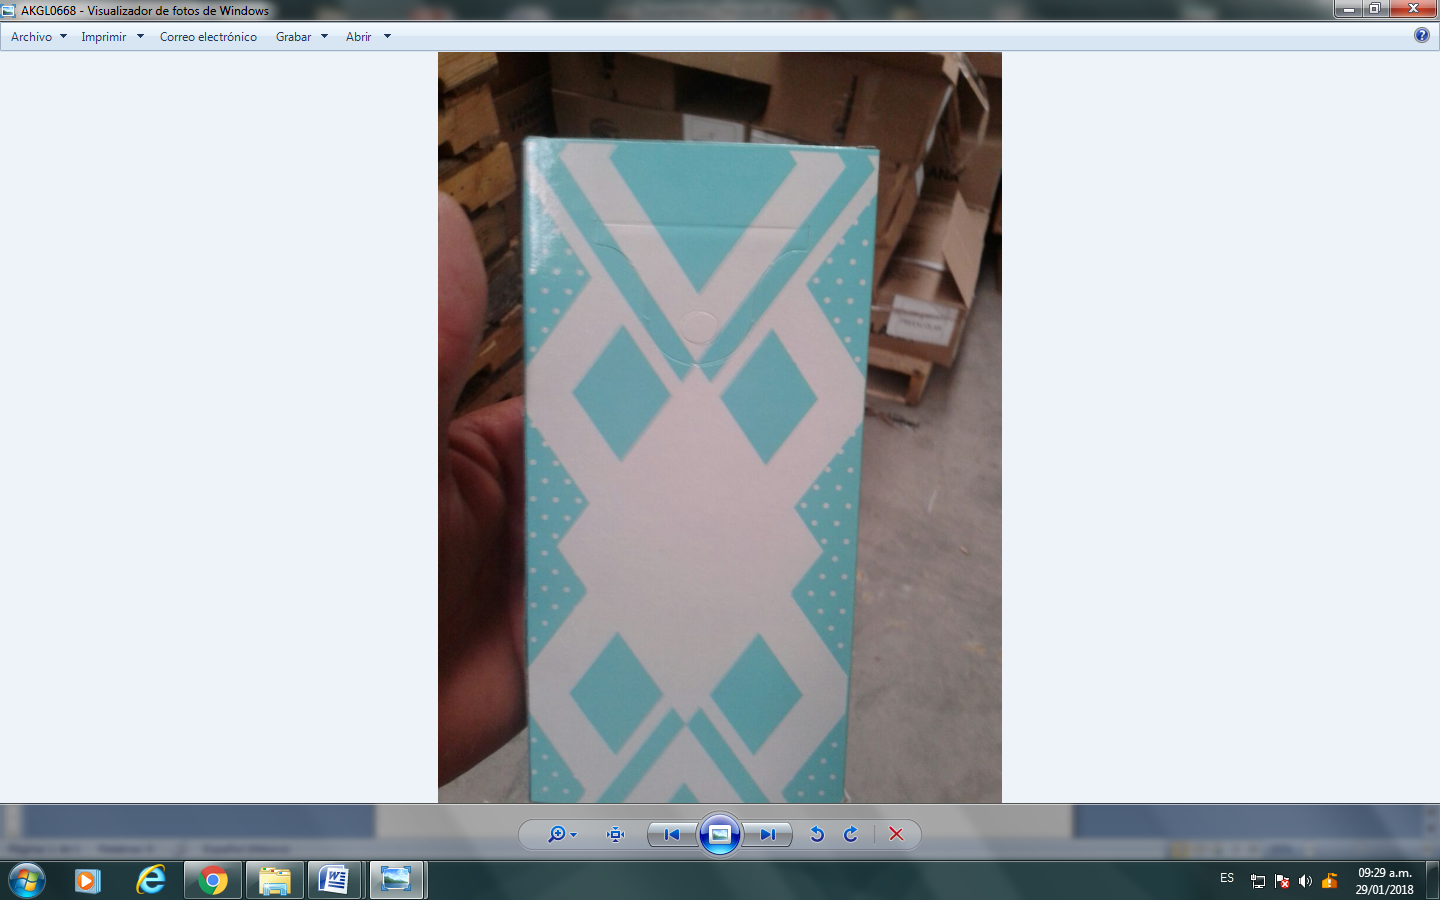 AKGL0668 - Visualizador de fotos de Windows
Archivo Imprimir Correo electrónico Grabar Abrir
ES
09:29 a.m.
29/01/2018